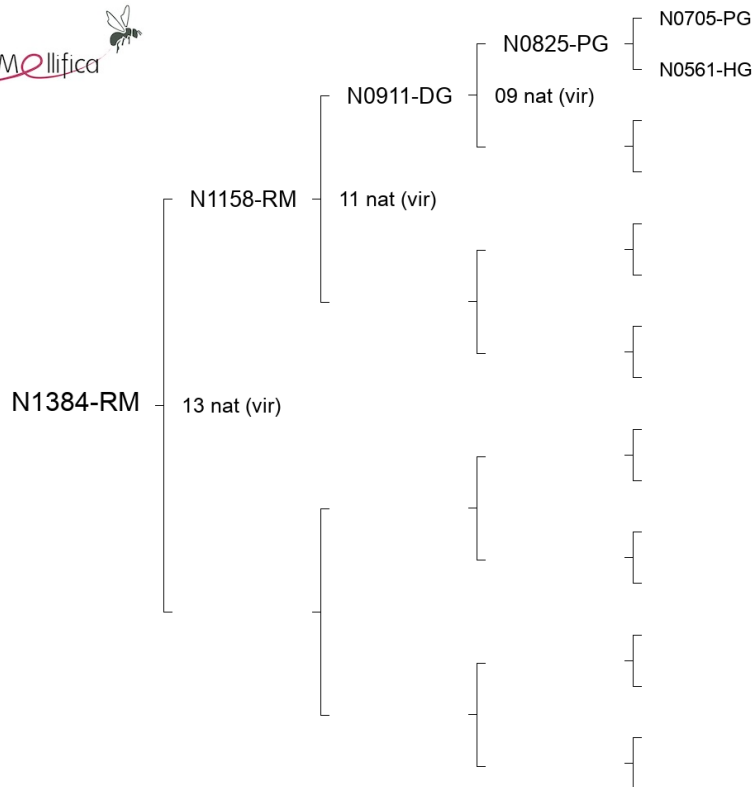 Mellifica
N0705-PG
N0825-PG
N0561-HG
N0911-DG
09 nat (vir)
N1158-RM
11 nat (vir)
N1384-RM
13 nat (vir)